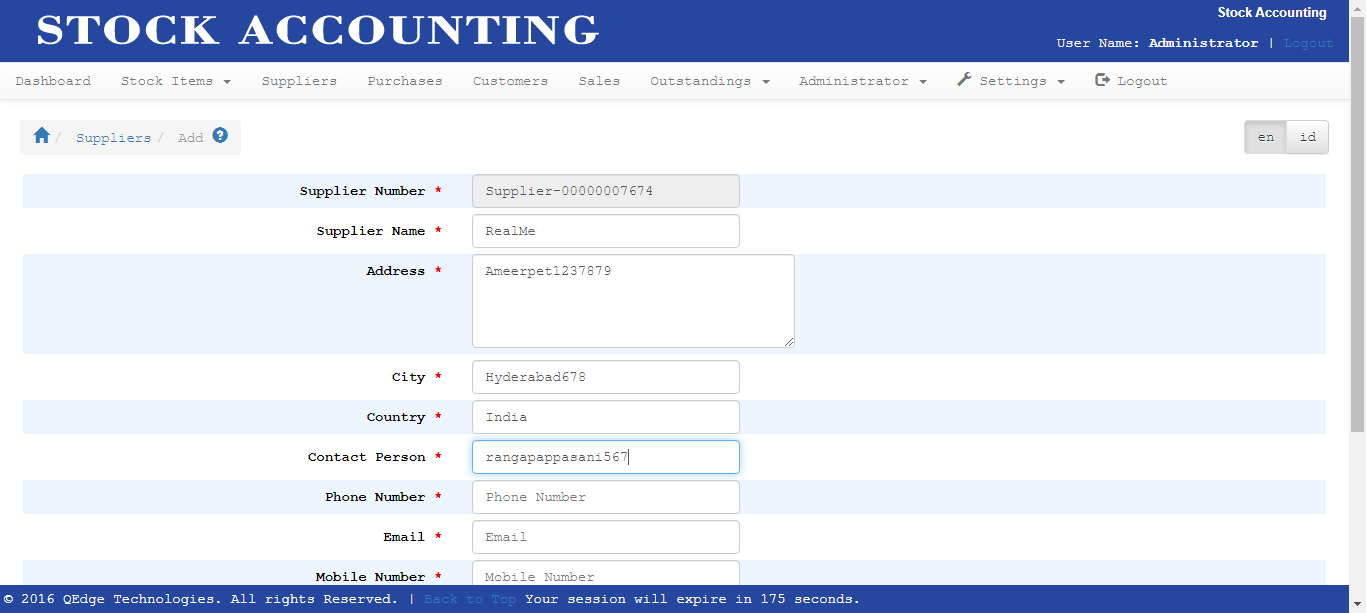 STOCK ACCOUNTING
Stock Accounting
User Name: Administrator | Logout
Dashboard Stock Items Suppliers Purchases Customers Sales Outstandings Administrator Settings Logout
/ Suppliers / Add ?
en id
Supplier Number * Supplier-00000007674
Supplier Name * RealMe
Address * Ameerpet1237879
City * Hyderabad678
Country * India
Contact Person * rangapappasani567
Phone Number * Phone Number
Email * Email
Mobile Number * Mobile Number
© 2016 QEdge Technologies. All rights Reserved. | Back to Top Your session will expire in 175 seconds.